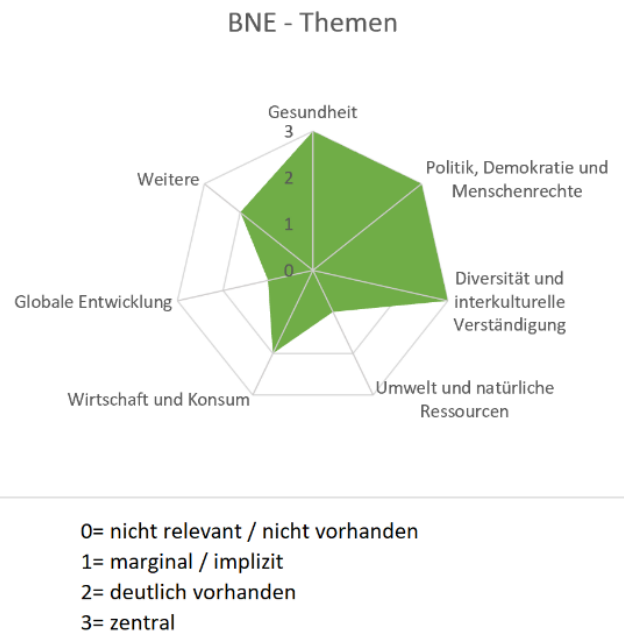 BNE - Themen
Gesundheit
3
2
1
0
Politik, Demokratie und
Menschenrechte
Diversität und
interkulturelle
Verständigung
Umwelt und natürliche
Ressourcen
Wirtschaft und Konsum
Globale Entwicklung
Weitere
0= nicht relevant / nicht vorhanden
1= marginal / implizit
2= deutlich vorhanden
3= zentral